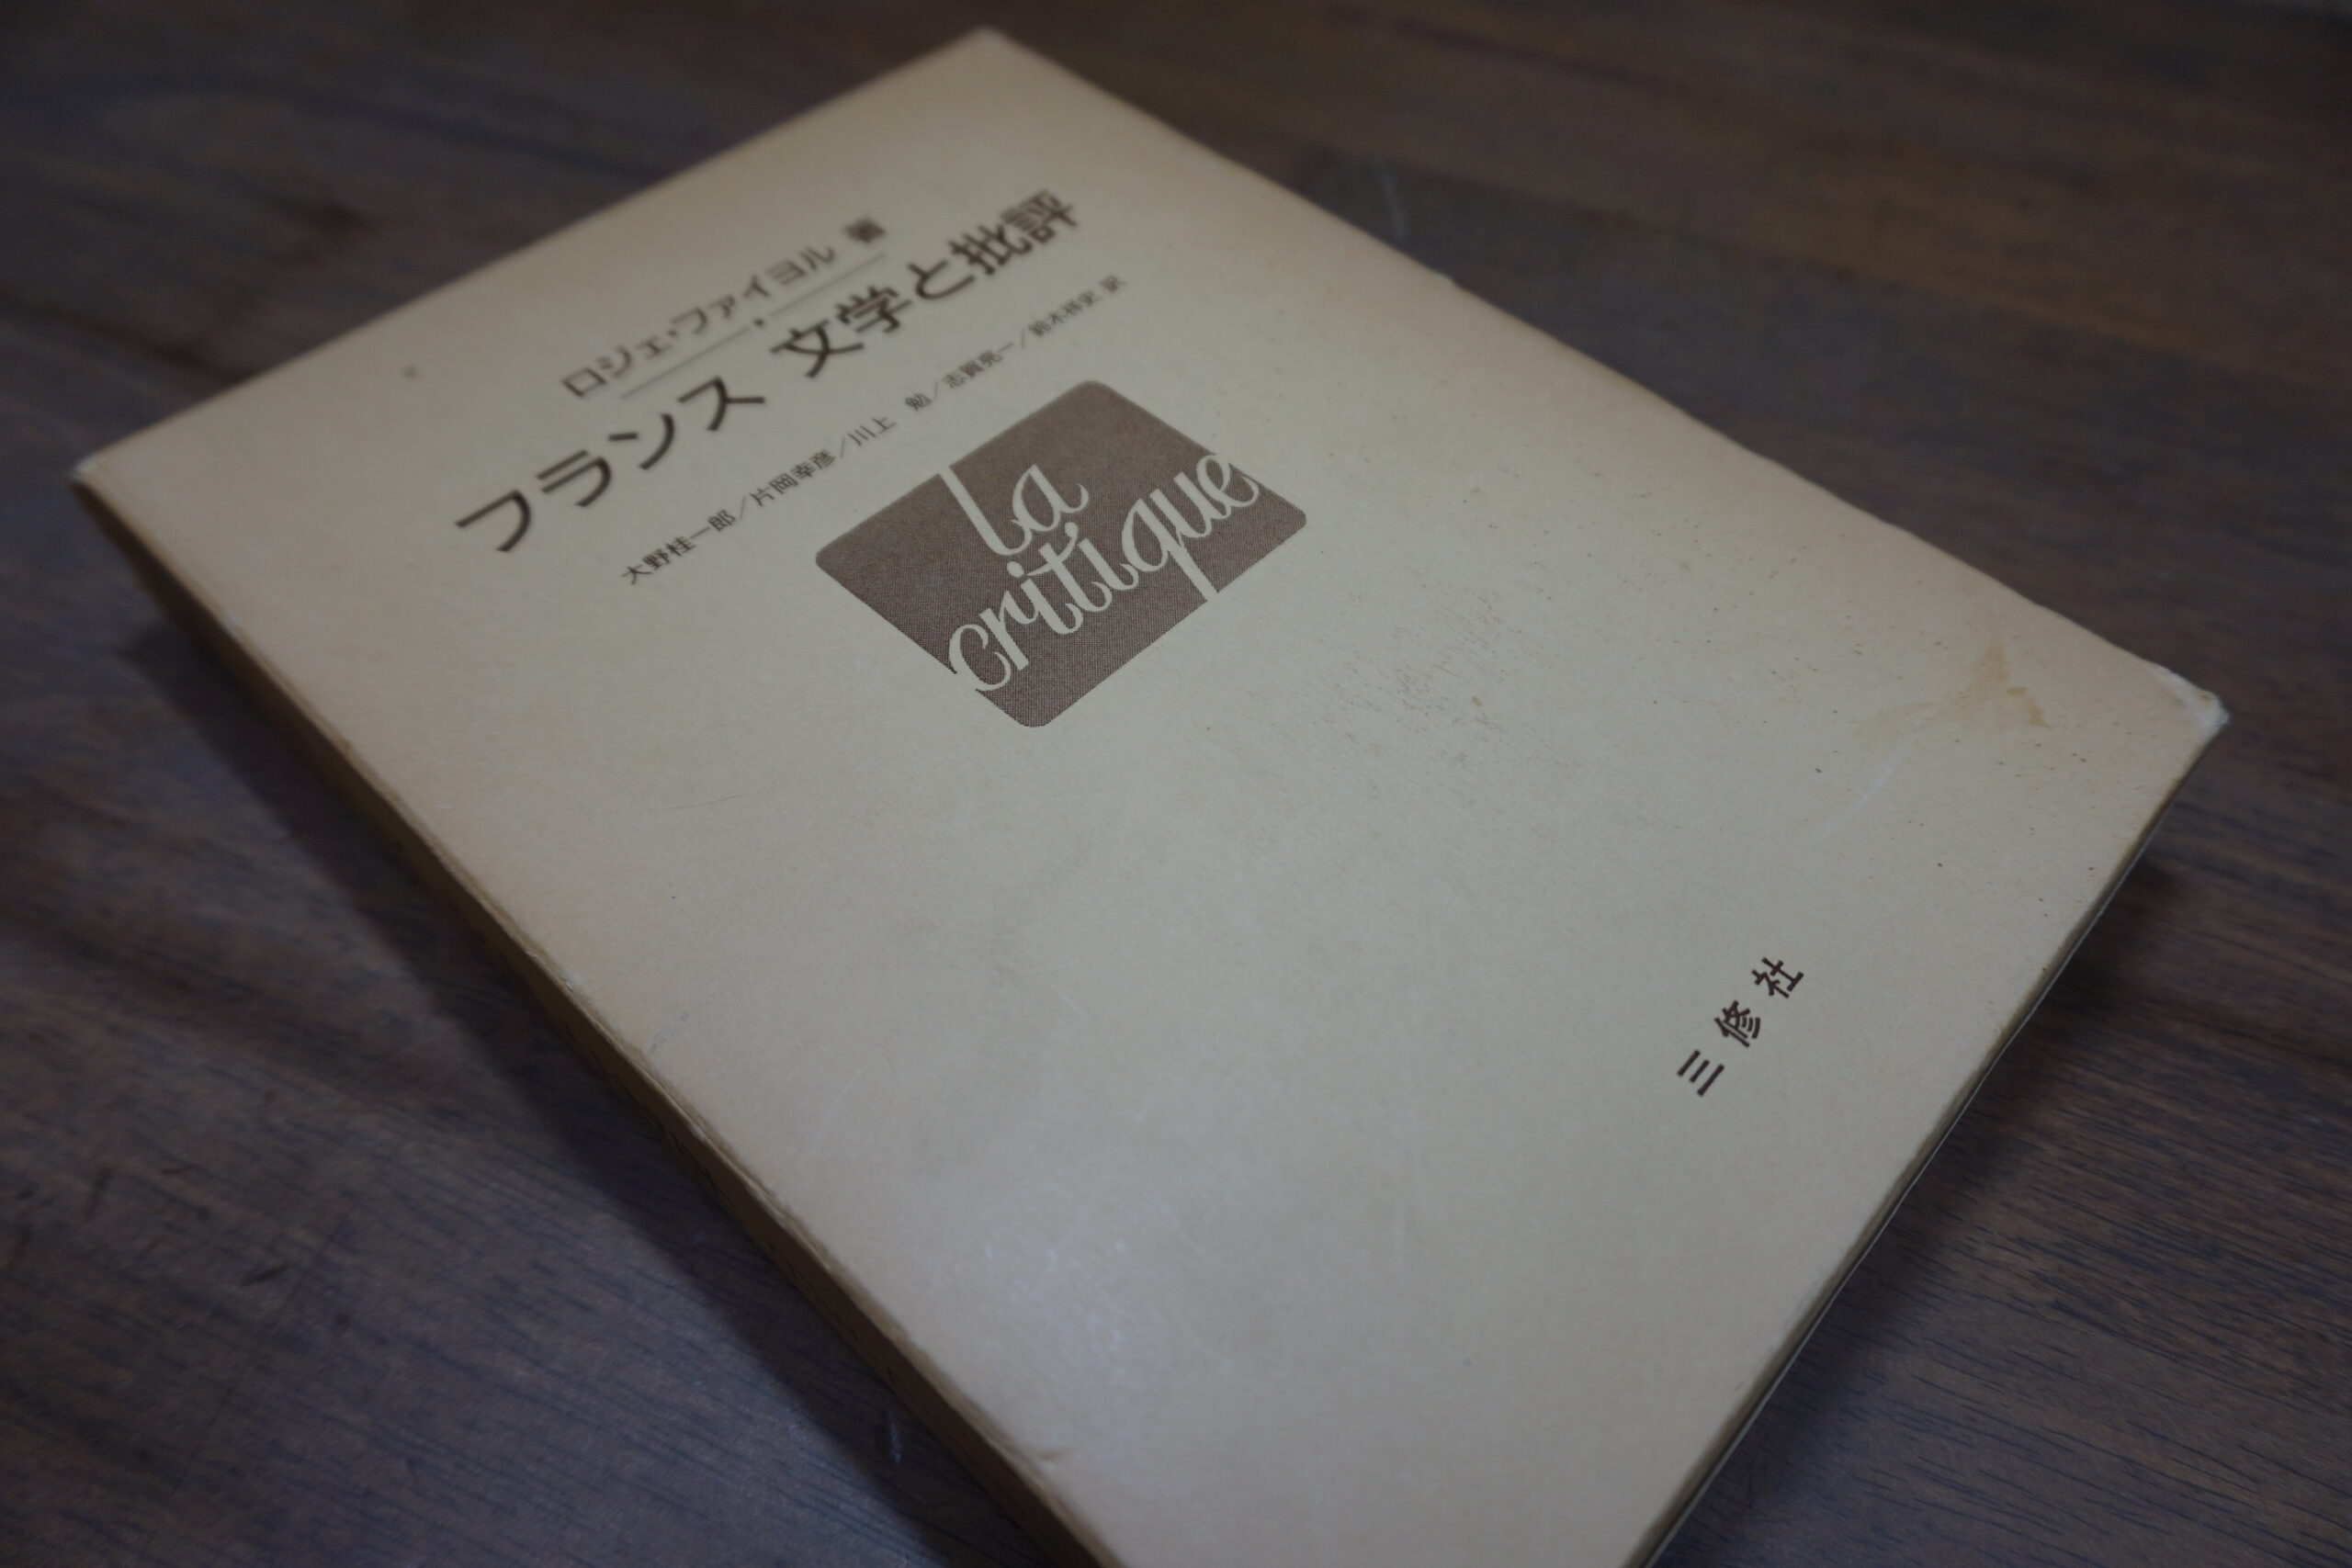 ロジェ・ファイヨル 著
フランス 文学と批評
大野桂一郎／片岡幸彦／川上 勉／志賀亮一／鈴木祥史 訳
la
critique
三修社